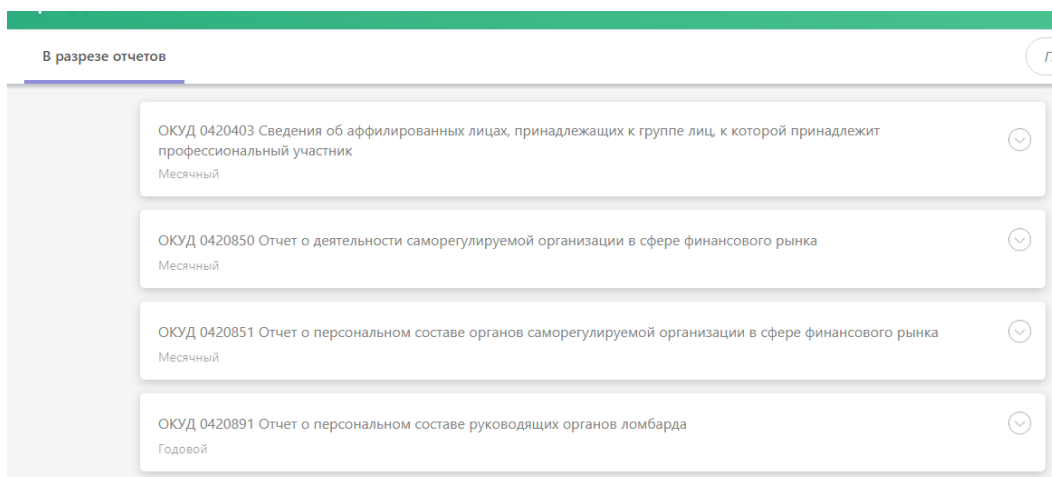 В разрезе отчетов
ОКУД 0420403 Сведения об аффилированных лицах, принадлежащих к группе лиц, к которой принадлежит
профессиональный участник
Месячный
ОКУД 0420850 Отчет о деятельности саморегулируемой организации в сфере финансового рынка
Месячный
ОКУД 0420851 Отчет о персональном составе органов саморегулируемой организации в сфере финансового рынка
Месячный
ОКУД 0420891 Отчет о персональном составе руководящих органов ломбарда
Годовой